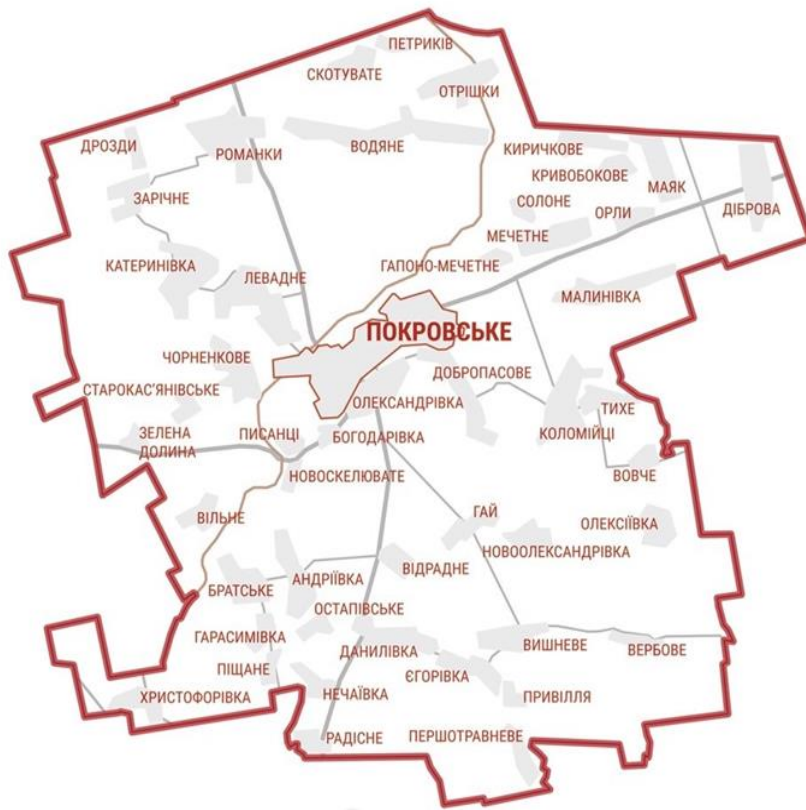 ПЕТРИКІВ
СКОТУВАТЕ
ОТРІШКИ
ДРОЗДИ
РОМАНКИ
ВОДЯНЕ
КИРИЧКОВЕ
КРИВОБОКОВЕ
МАЯК
ЗАРІЧНЕ
СОЛОНЕ
ОРЛИ
ДІБРОВА
МЕЧЕТНЕ
КАТЕРИНІВКА
ЛЕВАДНЕ
ГАПОНО-МЕЧЕТНЕ
МАЛИНІВКА
ПОКРОВСЬКЕ
ЧОРНЕНКОВЕ
ДОБРОПАСОВЕ
СТАРОКАС'ЯНІВСЬКЕ
ОЛЕКСАНДРІВКА
ТИХЕ
ЗЕЛЕНА
ДОЛИНА
ПИСАНЦІ
БОГОДАРІВКА
КОЛОМІЙЦІ
НОВОСКЕЛЮВАТЕ
ВОВЧЕ
ВІЛЬНЕ
ГАЙ
ОЛЕКСІЇВКА
НОВООЛЕКСАНДРІВКА
ВІДРАДНЕ
АНДРІЇВКА
БРАТСЬКЕ
ОСТАПІВСЬКЕ
ГАРАСИМІВКА
ДАНИЛІВКА
ВИШНЕВЕ
ВЕРБОВЕ
ПІЩАНЕ
ЄГОРІВКА
ХРИСТОФОРІВКА
НЕЧАЇВКА
ПРИВІЛЛЯ
РАДІСНЕ
ПЕРШОТРАВНЕВЕ